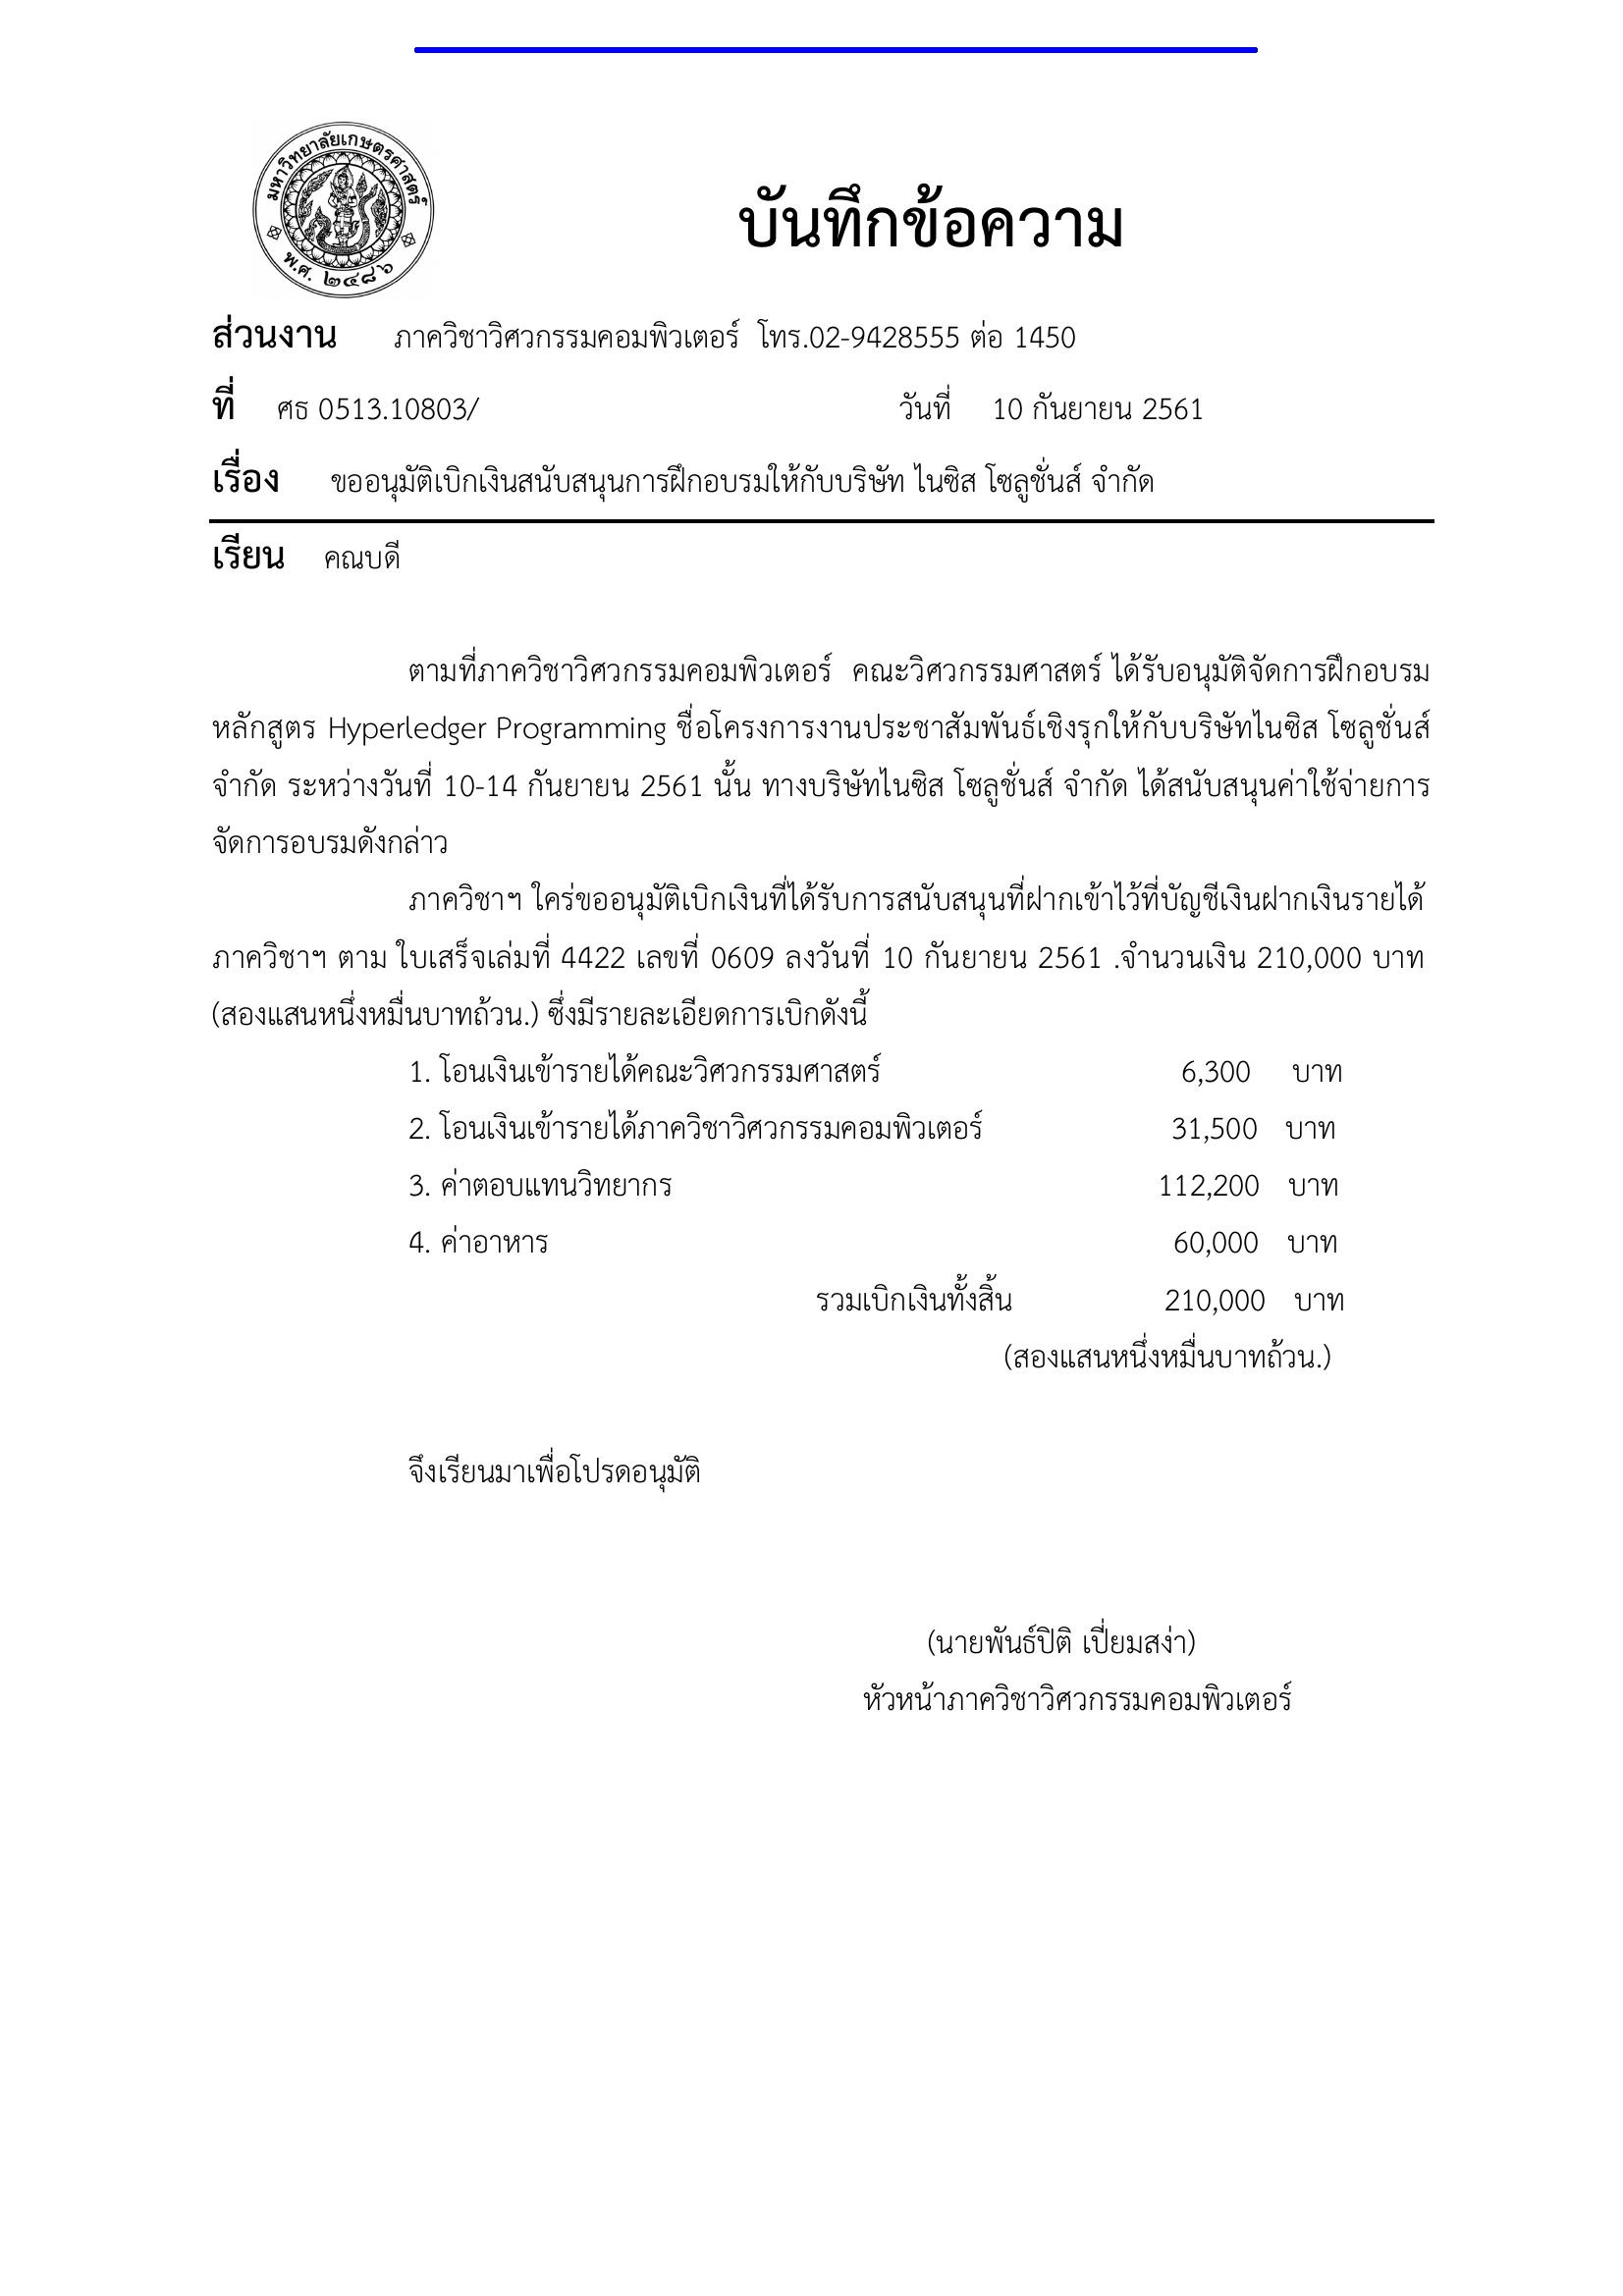 มหาวิทยาลัยเกษตรศาสตร์
พ.ศ. ๒๔๘๖
บันทึกข้อความ
ส่วนงาน ภาควิชาวิศวกรรมคอมพิวเตอร์ โทร.02-9428555 ต่อ 1450
ที่ ศธ 0513.10803/ วันที่ 10 กันยายน 2561
เรื่อง ขออนุมัติเบิกเงินสนับสนุนการฝึกอบรมให้กับบริษัท ไนซิส โซลูชั่นส์ จำกัด
เรียน คณบดี
ตามที่ภาควิชาวิศวกรรมคอมพิวเตอร์ คณะวิศวกรรมศาสตร์ ได้รับอนุมัติจัดการฝึกอบรม
หลักสูตร Hyperledger Programming ชื่อโครงการงานประชาสัมพันธ์เชิงรุกให้กับบริษัทไนซิส โซลูชั่นส์
จำกัด ระหว่างวันที่ 10-14 กันยายน 2561 นั้น ทางบริษัทไนซิส โซลูชั่นส์ จำกัด ได้สนับสนุนค่าใช้จ่ายการ
จัดการอบรมดังกล่าว
ภาควิชาฯ ใคร่ขออนุมัติเบิกเงินที่ได้รับการสนับสนุนที่ฝากเข้าไว้ที่บัญชีเงินฝากเงินรายได้
ภาควิชาฯ ตาม ใบเสร็จเล่มที่ 4422 เลขที่ 0609 ลงวันที่ 10 กันยายน 2561 .จำนวนเงิน 210,000 บาท
(สองแสนหนึ่งหมื่นบาทถ้วน.) ซึ่งมีรายละเอียดการเบิกดังนี้
1. โอนเงินเข้ารายได้คณะวิศวกรรมศาสตร์ 6,300 บาท
2. โอนเงินเข้ารายได้ภาควิชาวิศวกรรมคอมพิวเตอร์ 31,500 บาท
3. ค่าตอบแทนวิทยากร 112,200 บาท
4. ค่าอาหาร 60,000 บาท
รวมเบิกเงินทั้งสิ้น 210,000 บาท
(สองแสนหนึ่งหมื่นบาทถ้วน.)
จึงเรียนมาเพื่อโปรดอนุมัติ
(นายพันธ์ปิติ เปี่ยมสง่า)
หัวหน้าภาควิชาวิศวกรรมคอมพิวเตอร์